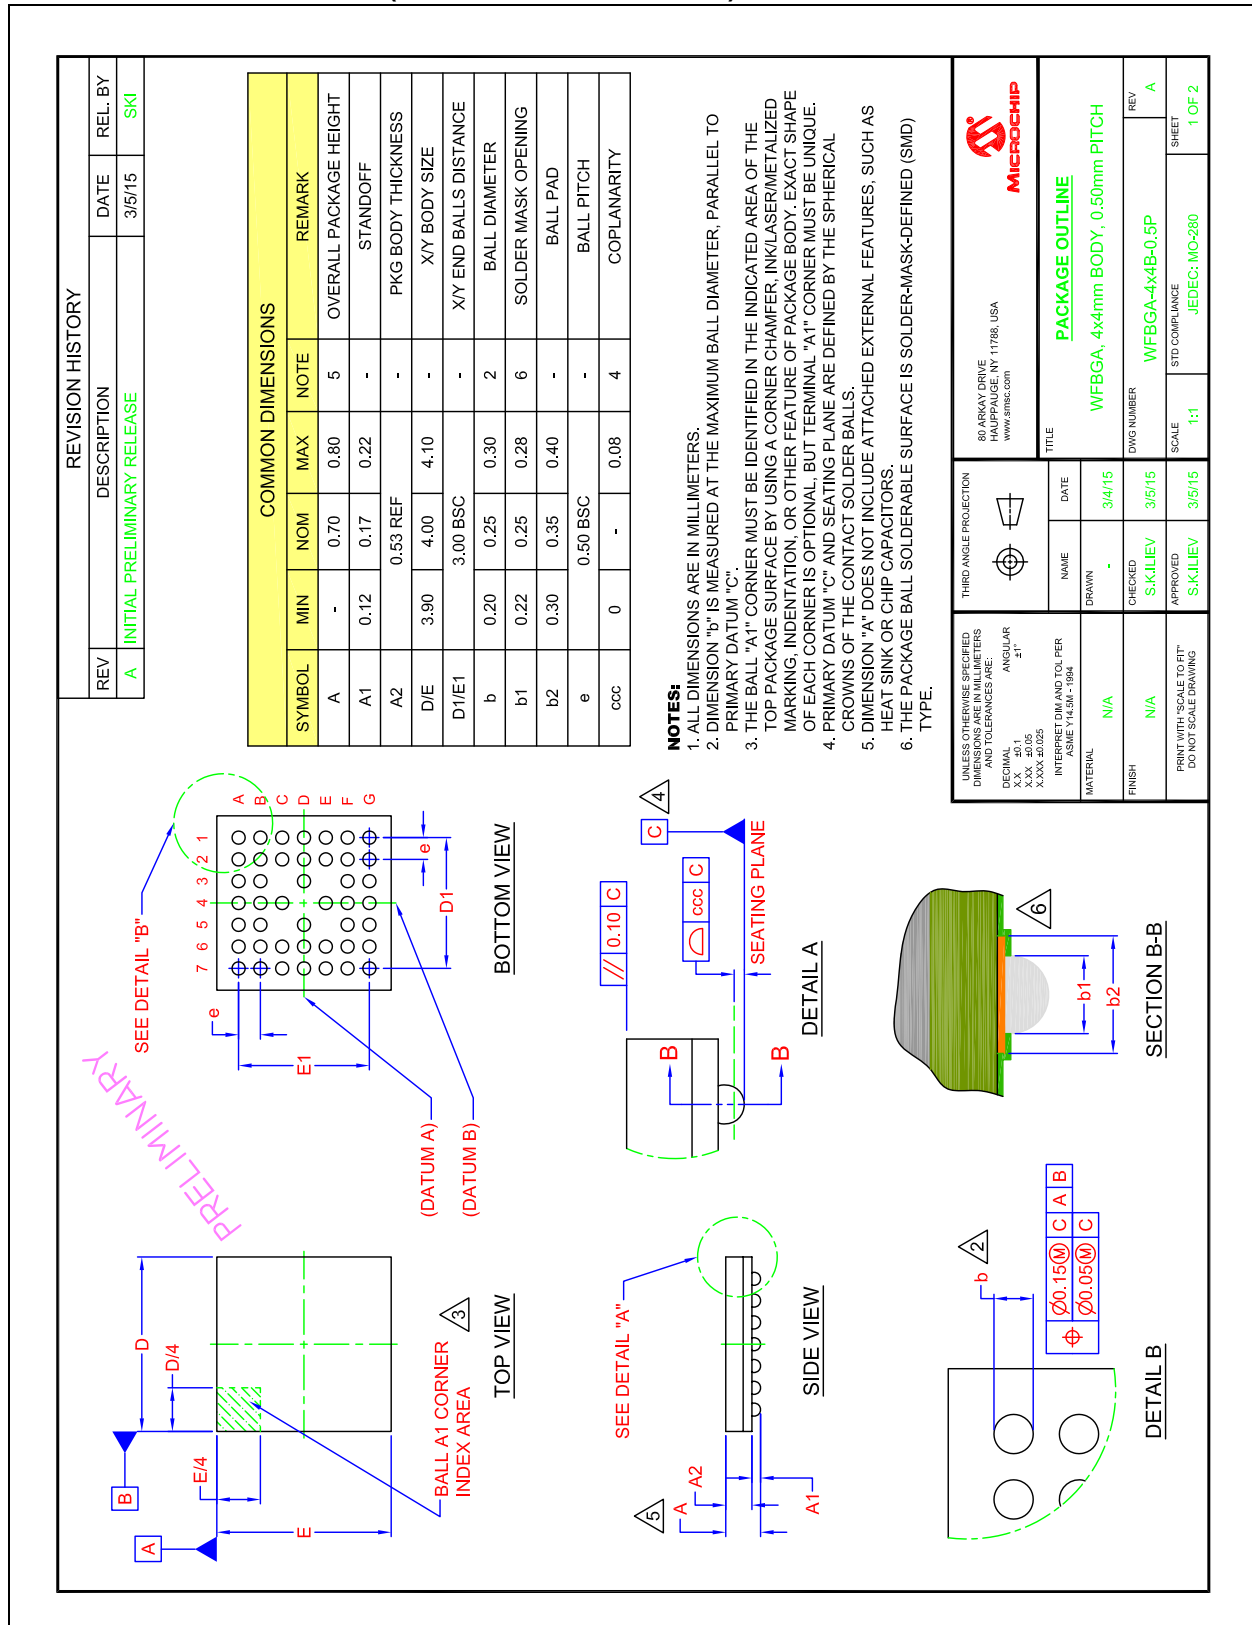 REVISION HISTORY
REV DESCRIPTION DATE REL. BY
A INITIAL PRELIMINARY RELEASE 3/5/15 SKI
COMMON DIMENSIONS
SYMBOL MIN NOM MAX NOTE REMARK
A - 0.70 0.80 5 OVERALL PACKAGE HEIGHT
A1 0.12 0.17 0.22 - STANDOFF
A2 0.53 REF - PKG BODY THICKNESS
D/E 3.90 4.00 4.10 - X/Y BODY SIZE
D1/E1 3.00 BSC - X/Y END BALLS DISTANCE
b 0.20 0.25 0.30 2 BALL DIAMETER
b1 0.22 0.25 0.28 6 SOLDER MASK OPENING
b2 0.30 0.35 0.40 - BALL PAD
e 0.50 BSC - BALL PITCH
ccc 0 - 0.08 4 COPLANARITY
NOTES:
1. ALL DIMENSIONS ARE IN MILLIMETERS.
2. DIMENSION "b" IS MEASURED AT THE MAXIMUM BALL DIAMETER, PARALLEL TO
PRIMARY DATUM "C".
3. THE BALL "A1" CORNER MUST BE IDENTIFIED IN THE INDICATED AREA OF THE
TOP PACKAGE SURFACE BY USING A CORNER CHAMFER, INK/LASER/METALIZED
MARKING, INDENTATION, OR OTHER FEATURE OF PACKAGE BODY. EXACT SHAPE
OF EACH CORNER IS OPTIONAL, BUT TERMINAL "A1" CORNER MUST BE UNIQUE.
4. PRIMARY DATUM "C" AND SEATING PLANE ARE DEFINED BY THE SPHERICAL
CROWNS OF THE CONTACT SOLDER BALLS.
5. DIMENSION "A" DOES NOT INCLUDE ATTACHED EXTERNAL FEATURES, SUCH AS
HEAT SINK OR CHIP CAPACITORS.
6. THE PACKAGE BALL SOLDERABLE SURFACE IS SOLDER-MASK-DEFINED (SMD)
TYPE.
PRELIMINARY
B
A
D
D/4
E/4
E
BALL A1 CORNER
INDEX AREA
3
TOP VIEW
SEE DETAIL "B"
7 6 5 4 3 2 1
A
B
C
D
E
F
G
e
E1
e
D1
(DATUM A)
(DATUM B)
BOTTOM VIEW
SEE DETAIL "A"
5
A
A2
A1
SIDE VIEW
// 0.10 C
ccc C
C
4
B
B
SEATING PLANE
DETAIL A
b
2
Ø0.15Ⓜ C A B
Ø0.05Ⓜ C
DETAIL B
6
b1
b2
SECTION B-B
UNLESS OTHERWISE SPECIFIED
DIMENSIONS ARE IN MILLIMETERS
AND TOLERANCES ARE:
DECIMAL ANGULAR
X.X ±0.1 ±1°
X.XX ±0.05
X.XXX ±0.025
INTERPRET DIM AND TOL PER
ASME Y14.5M - 1994
MATERIAL
N/A
FINISH
N/A
PRINT WITH "SCALE TO FIT"
DO NOT SCALE DRAWING
THIRD ANGLE PROJECTION
NAME DATE
DRAWN
- 3/4/15
CHECKED
S.K.ILIEV 3/5/15
APPROVED
S.K.ILIEV 3/5/15
80 ARKAY DRIVE
HAUPPAUGE, NY 11788, USA
www.smsc.com
MICROCHIP
TITLE
PACKAGE OUTLINE
WFBGA, 4x4mm BODY, 0.50mm PITCH
DWG NUMBER
WFBGA-4x4B-0.5P
REV
A
SCALE
1:1
STD COMPLIANCE
JEDEC: MO-280
SHEET
1 OF 2